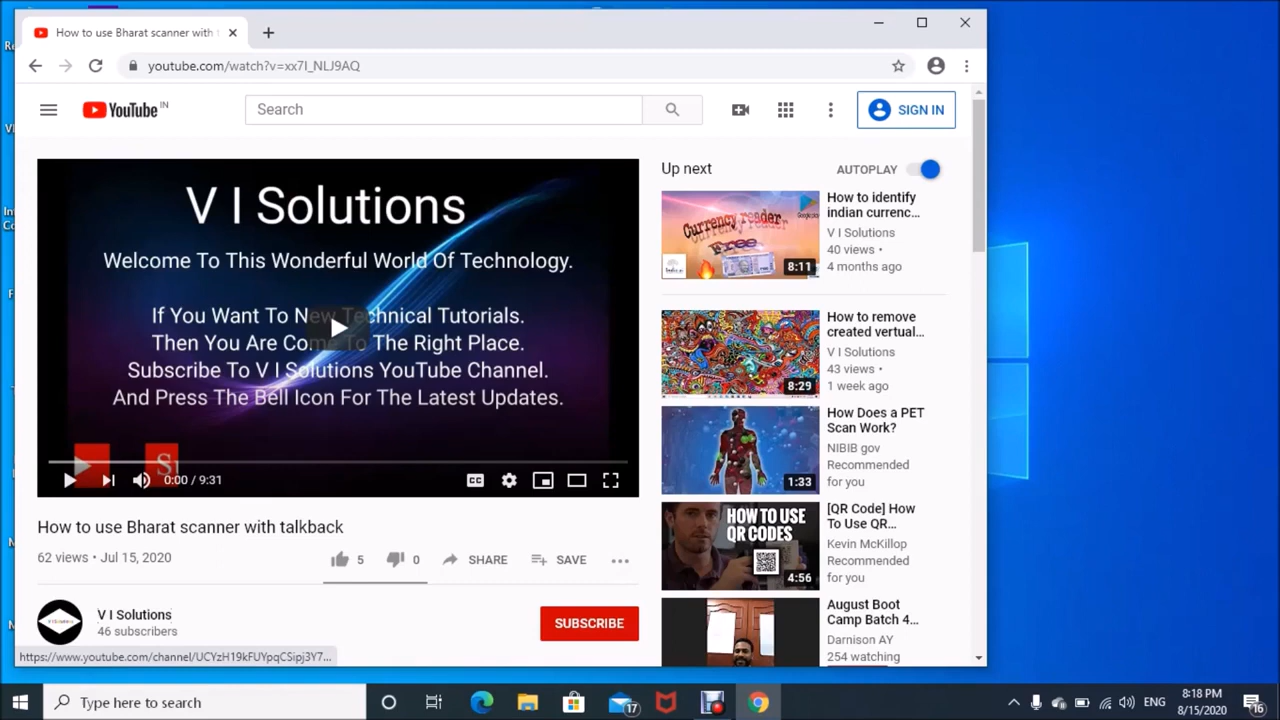 How to use Bharat scanner with
youtube.com/watch?v=xx7I_NLJ9AQ
YouTube IN
Search
SIGN IN
V I Solutions
Welcome To This Wonderful World Of Technology.
If You Want To New Technical Tutorials.
Then You Are Come To The Right Place.
Subscribe To V I Solutions YouTube Channel.
And Press The Bell Icon For The Latest Updates.
S
0:00 / 9:31
CC
How to use Bharat scanner with talkback
62 views • Jul 15, 2020
5
0
SHARE
SAVE
V I Solutions
46 subscribers
SUBSCRIBE
https://www.youtube.com/channel/UCYzH19kFUYpqCSipj3Y7...
Up next
AUTOPLAY
Currency reader
Free
8:11
How to identify
indian currenc...
V I Solutions
40 views •
4 months ago
8:29
How to remove
created vertual...
V I Solutions
43 views •
1 week ago
1:33
How Does a PET
Scan Work?
NIBIB gov
Recommended
for you
HOW TO USE
QR CODES
4:56
[QR Code] How
To Use QR...
Kevin McKillop
Recommended
for you
August Boot
Camp Batch 4...
Darnison AY
254 watching
Type here to search
17
ENG
8:18 PM
8/15/2020
16